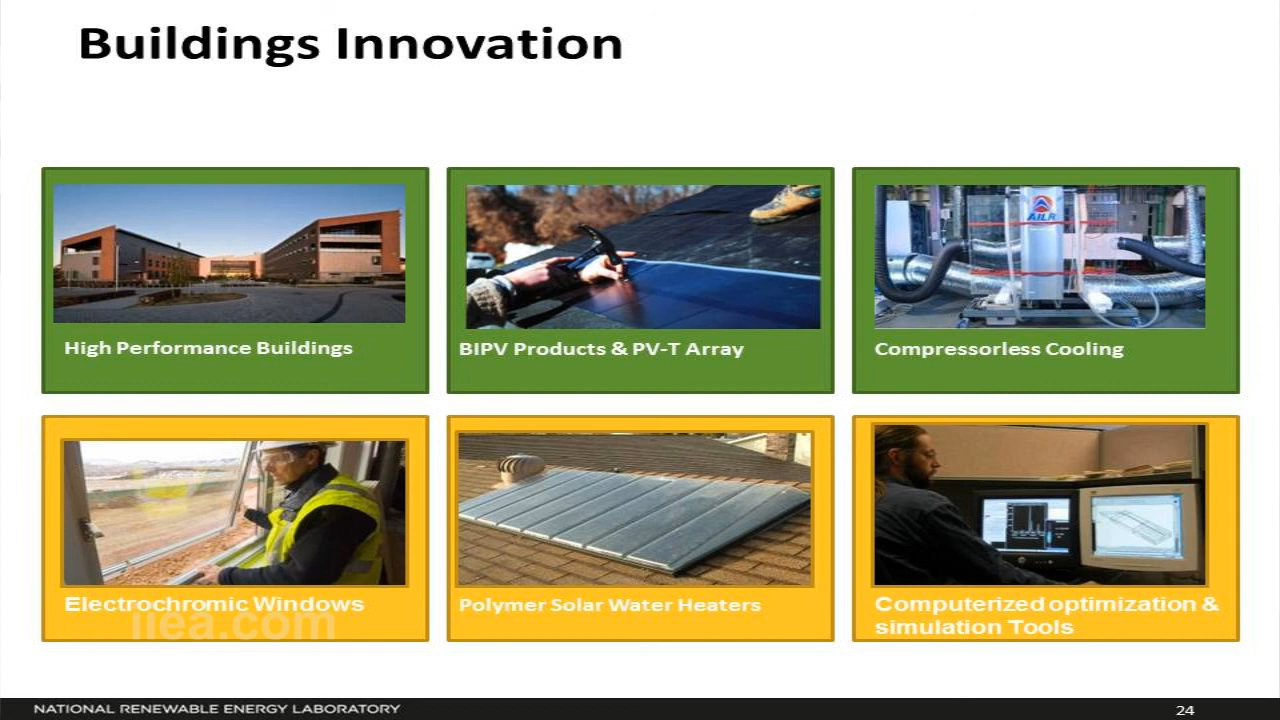 Buildings Innovation
AILR
High Performance Buildings
BIPV Products & PV-T Array
Compressorless Cooling
Electrochromic Windows
Polymer Solar Water Heaters
Computerized optimization &
simulation Tools
iiea.com
NATIONAL RENEWABLE ENERGY LABORATORY
24